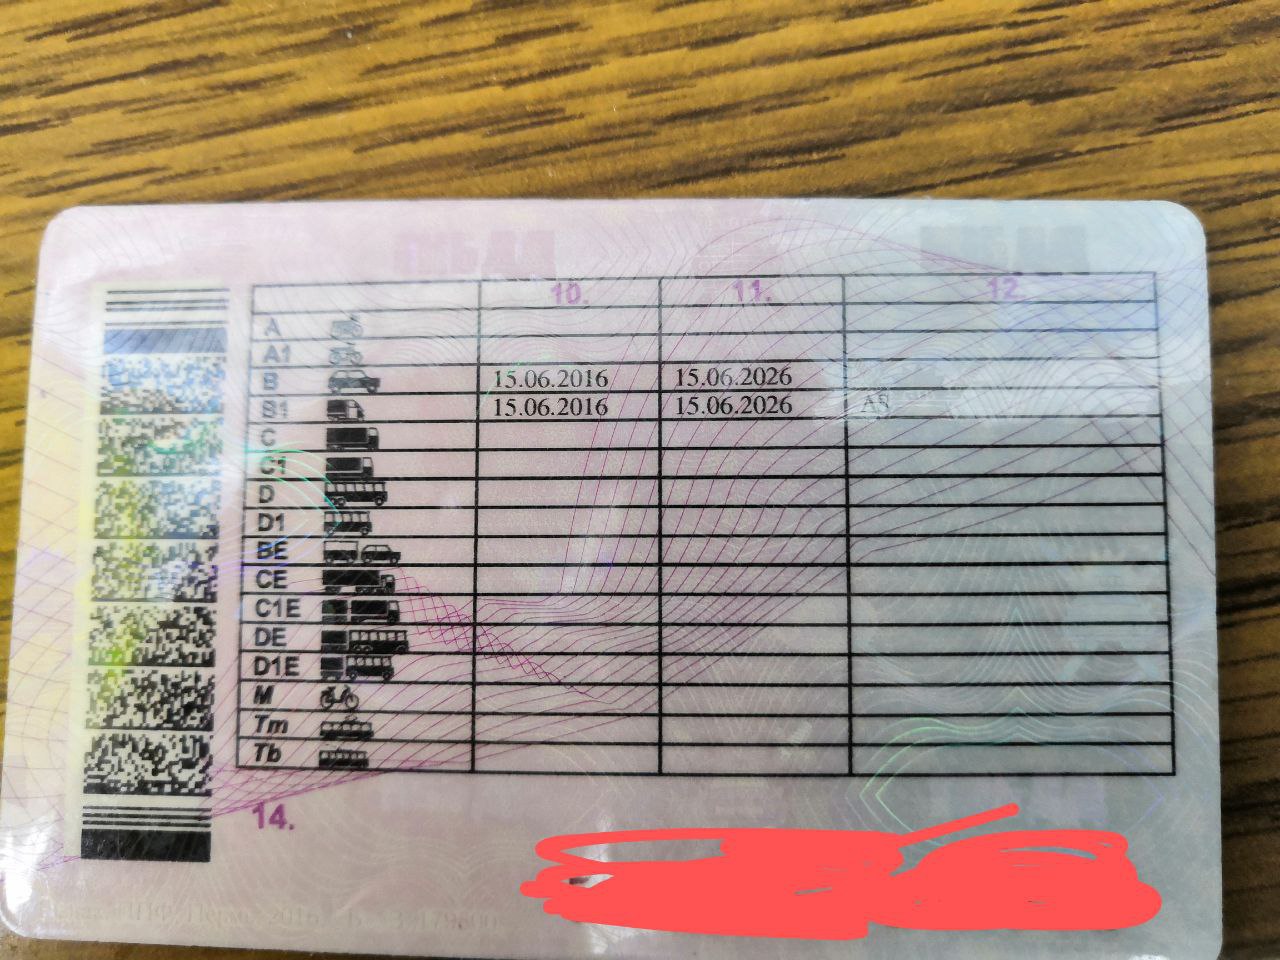 10. 11. 12.
A
A1
B 15.06.2016 15.06.2026
B1 15.06.2016 15.06.2026 AS
C
C1
D
D1
BE
CE
C1E
DE
D1E
M
Tm
Tb
14.